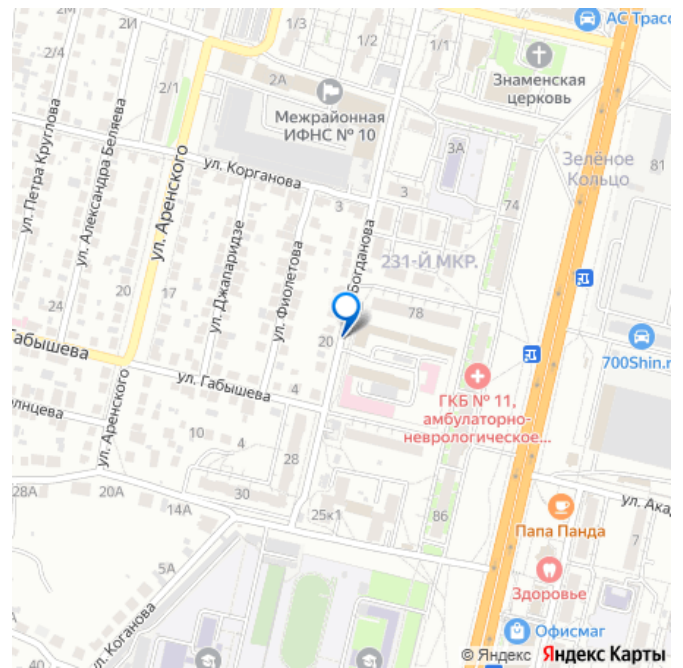 2И
2М
1/3
1/2
1/1
АС Трасс
2/4
2/1
2А
Знаменская
церковь
Межрайонная
ИФНС № 10
ул. Петра Круглова
ул. Александра Беляева
ул. Аренского
ул. Корганова
3А
Зелёное
Кольцо
81
3
3
74
ул. Джапаридзе
ул. Фиолетова
Богданова
231-Й МКР.
24
20
17
78
20
Габышева
ул. Габышева
4
700Shin.r
ГКБ № 11,
амбулаторно-
неврологическое...
олнцева
ул. Аренского
10
4
28
28А
20А
14А
30
25к1
86
ул. Ака
Папа Панда
7
5А
Здоровье
ул. Коганова
40
Офисмаг
© Яндекс Яндекс Карты